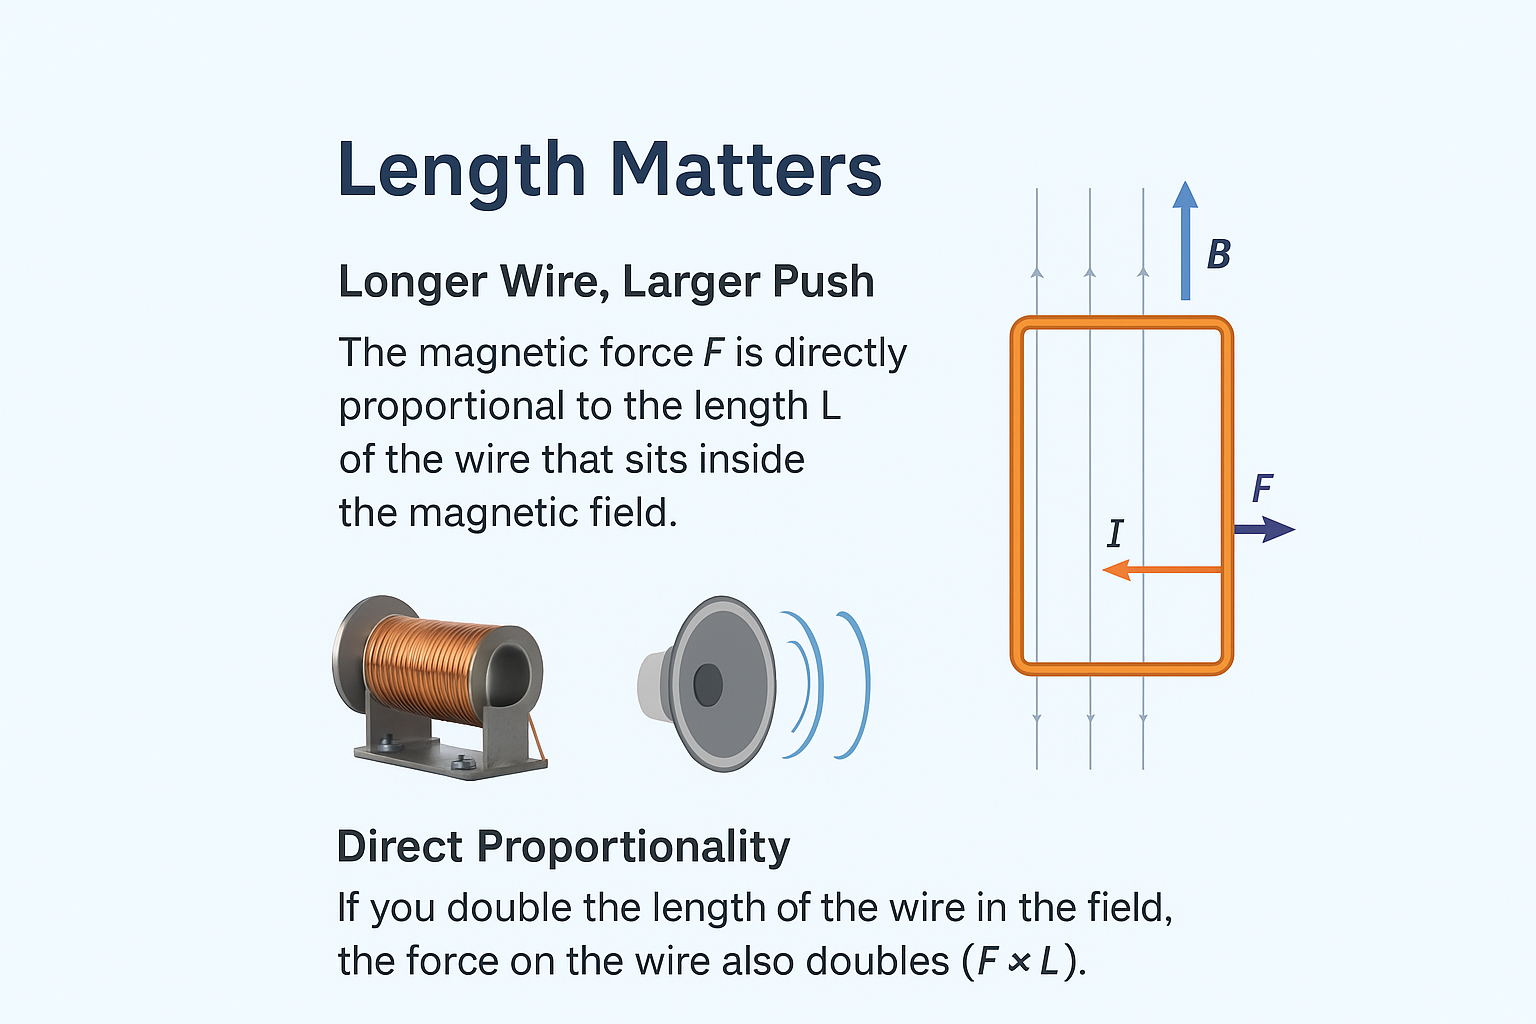 Length Matters
Longer Wire, Larger Push
The magnetic force F is directly
proportional to the length L
of the wire that sits inside
the magnetic field.
B
F
I
Direct Proportionality
If you double the length of the wire in the field,
the force on the wire also doubles (F × L).